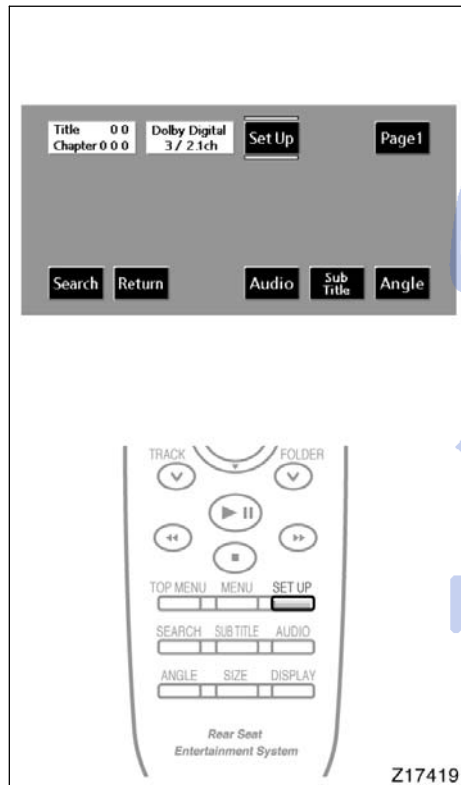 Title 0 0
Chapter 0 0 0
Dolby Digital
3 / 2.1ch
Set Up
Page1
Search
Return
Audio
Sub
Title
Angle
TRACK
FOLDER
TOP MENU
MENU
SET UP
SEARCH
SUB TITLE
AUDIO
ANGLE
SIZE
DISPLAY
Rear Seat
Entertainment System
Z17419